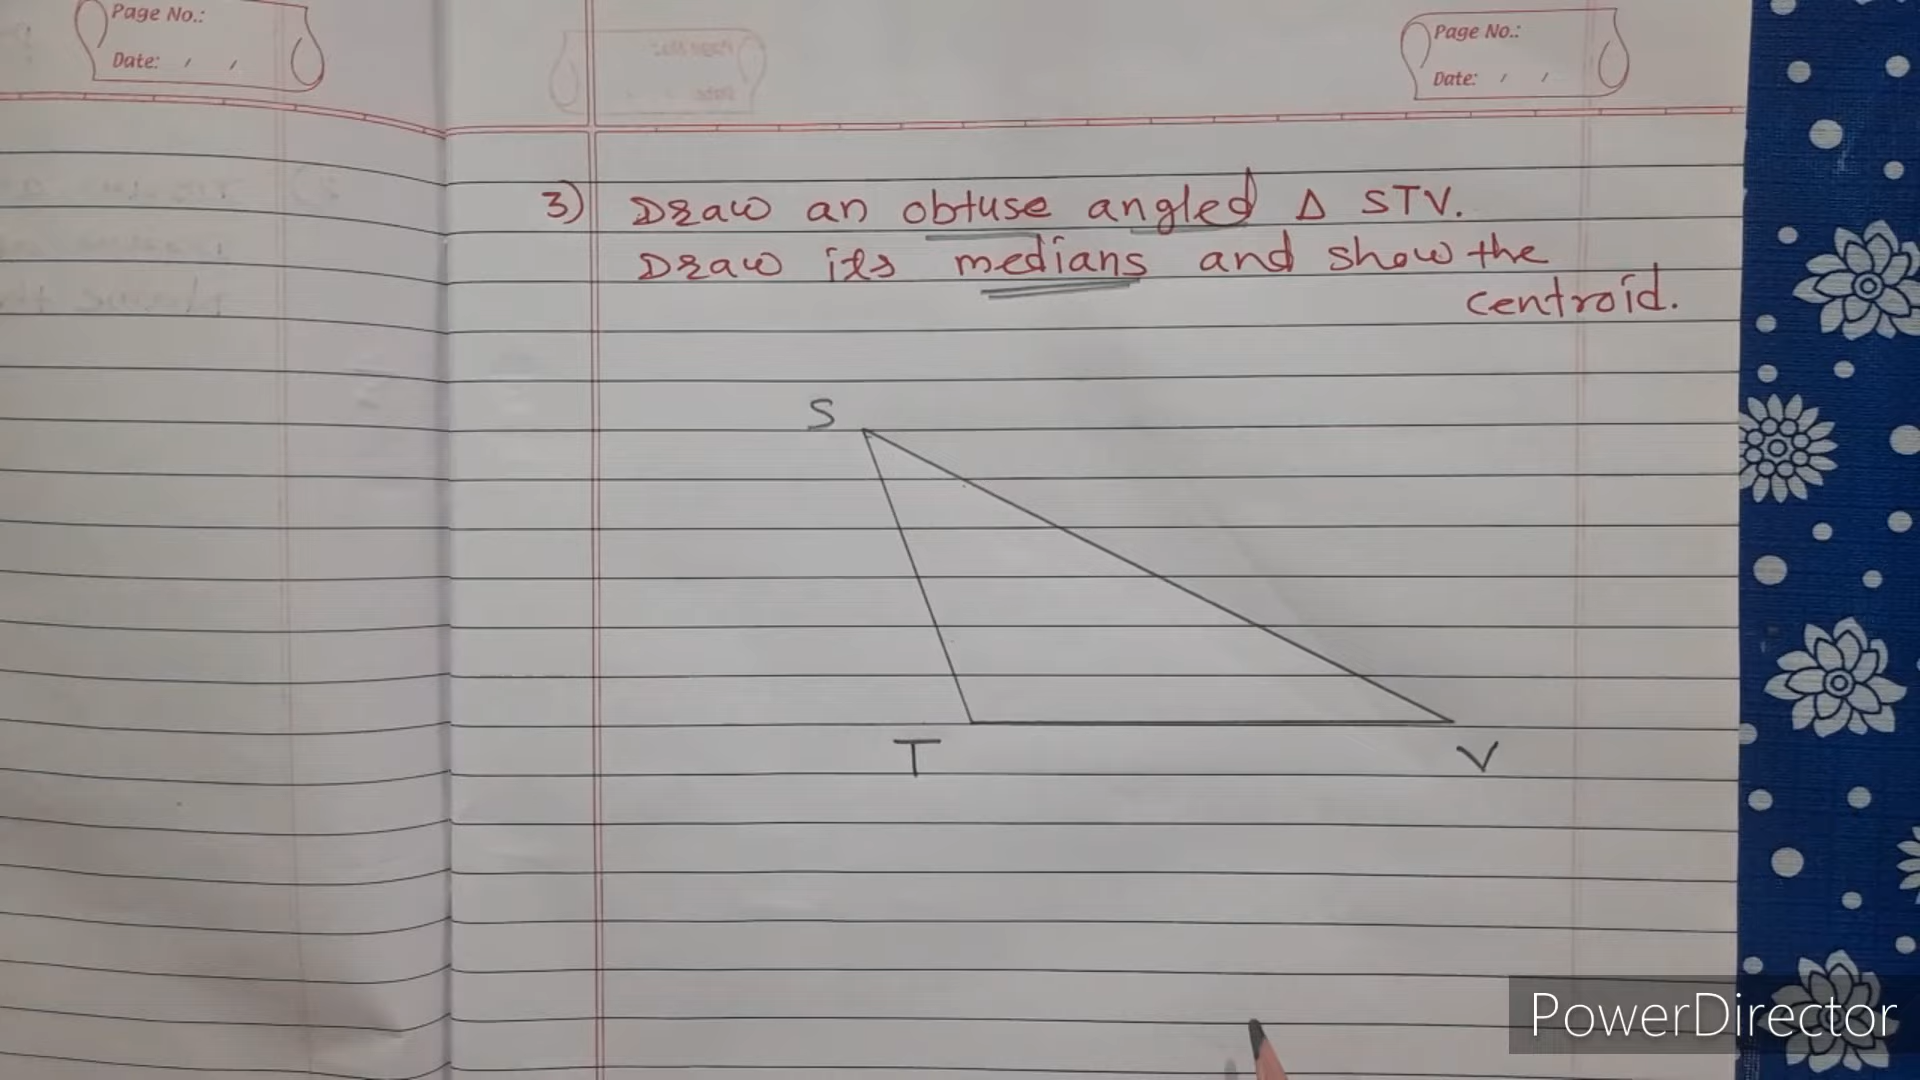 Page No.:
Date: / /
Page No.:
Date: / /
3) Draw an obtuse angled Δ STV.
Draw its medians and show the
centroid.
S
T
V
PowerDirector